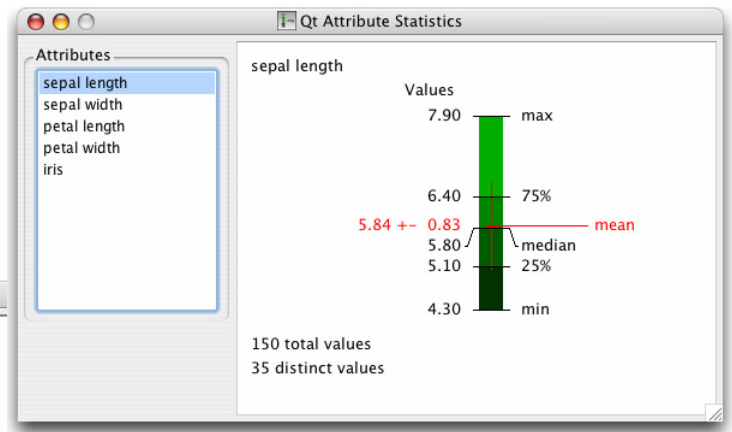 Qt Attribute Statistics
Attributes
sepal length
sepal width
petal length
petal width
iris
sepal length
Values
7.90 max
6.40 75%
5.84 +- 0.83 mean
5.80 median
5.10 25%
4.30 min
150 total values
35 distinct values